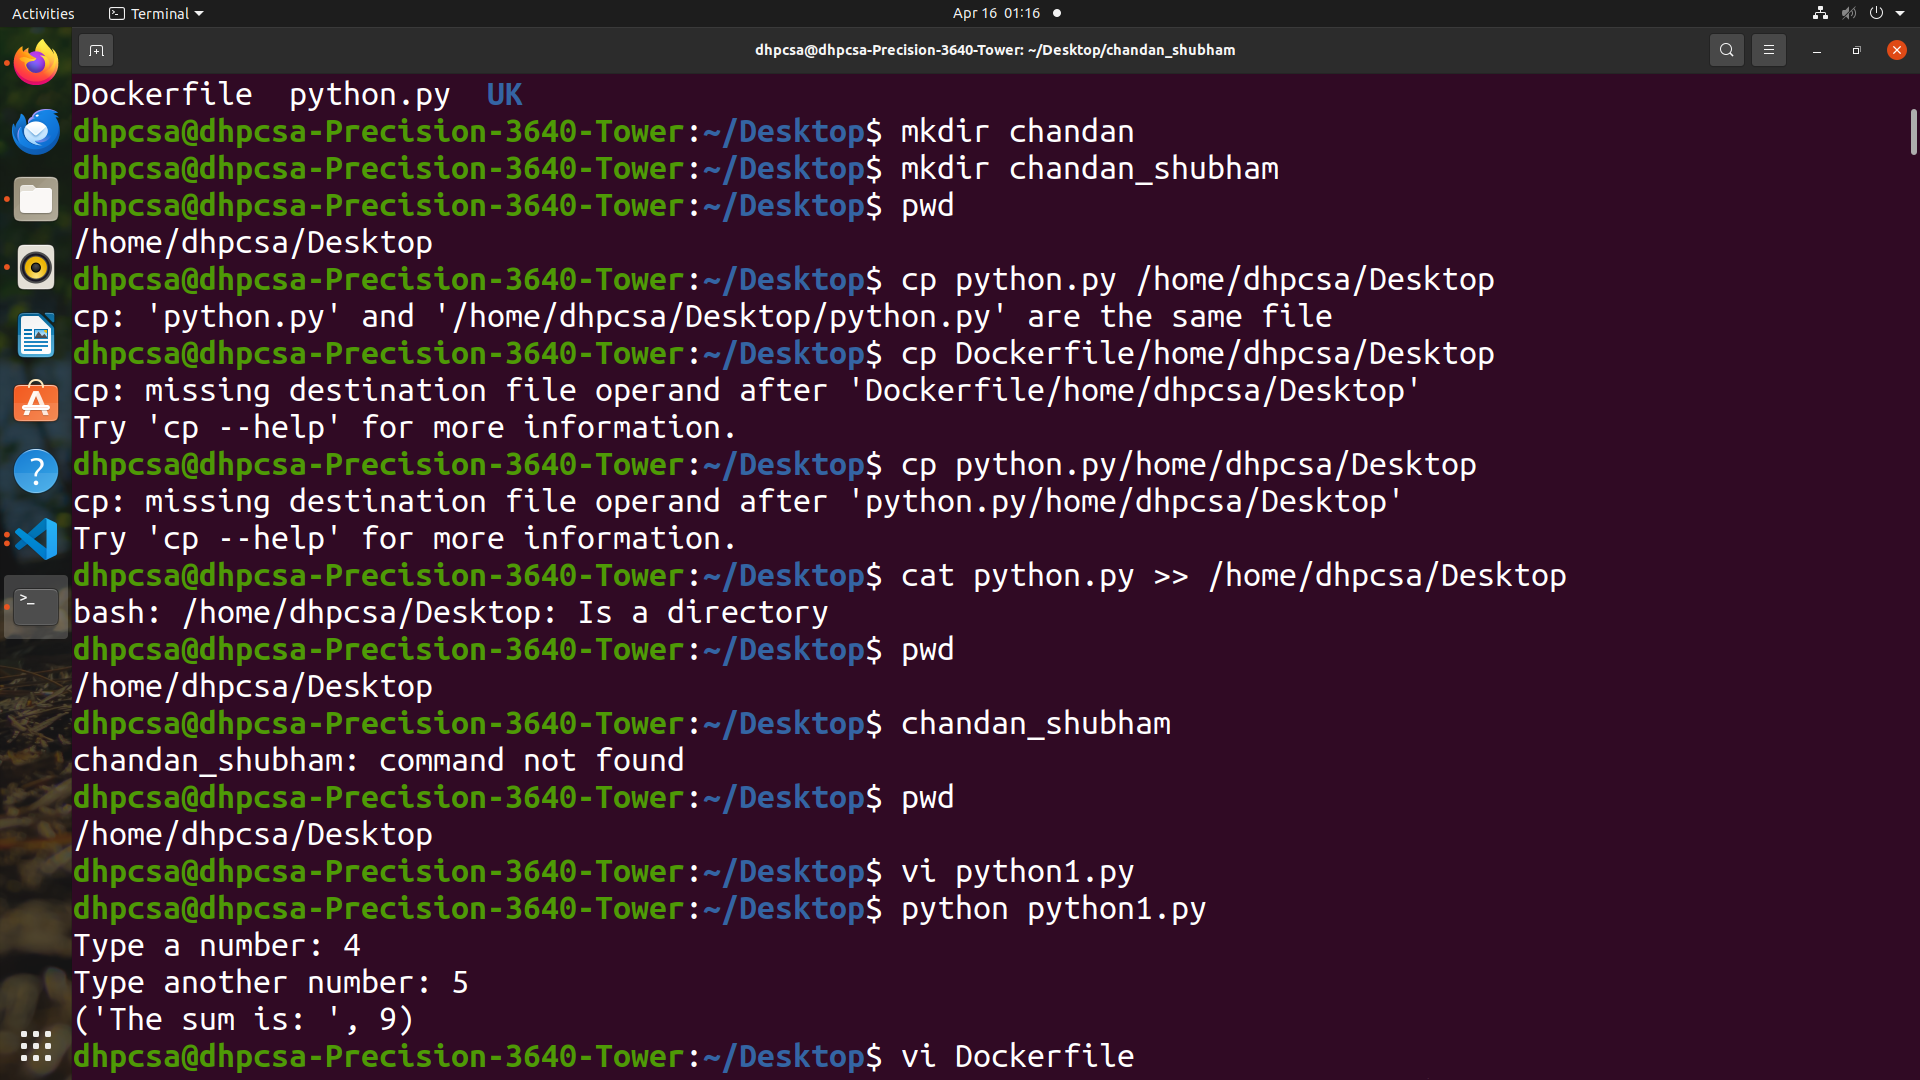 Activities Terminal Apr 16 01:16
dhpcsa@dhpcsa-Precision-3640-Tower: ~/Desktop/chandan_shubham
Dockerfile  python.py  UK
dhpcsa@dhpcsa-Precision-3640-Tower:~/Desktop$ mkdir chandan
dhpcsa@dhpcsa-Precision-3640-Tower:~/Desktop$ mkdir chandan_shubham
dhpcsa@dhpcsa-Precision-3640-Tower:~/Desktop$ pwd
/home/dhpcsa/Desktop
dhpcsa@dhpcsa-Precision-3640-Tower:~/Desktop$ cp python.py /home/dhpcsa/Desktop
cp: 'python.py' and '/home/dhpcsa/Desktop/python.py' are the same file
dhpcsa@dhpcsa-Precision-3640-Tower:~/Desktop$ cp Dockerfile/home/dhpcsa/Desktop
cp: missing destination file operand after 'Dockerfile/home/dhpcsa/Desktop'
Try 'cp --help' for more information.
dhpcsa@dhpcsa-Precision-3640-Tower:~/Desktop$ cp python.py/home/dhpcsa/Desktop
cp: missing destination file operand after 'python.py/home/dhpcsa/Desktop'
Try 'cp --help' for more information.
dhpcsa@dhpcsa-Precision-3640-Tower:~/Desktop$ cat python.py >> /home/dhpcsa/Desktop
bash: /home/dhpcsa/Desktop: Is a directory
dhpcsa@dhpcsa-Precision-3640-Tower:~/Desktop$ pwd
/home/dhpcsa/Desktop
dhpcsa@dhpcsa-Precision-3640-Tower:~/Desktop$ chandan_shubham
chandan_shubham: command not found
dhpcsa@dhpcsa-Precision-3640-Tower:~/Desktop$ pwd
/home/dhpcsa/Desktop
dhpcsa@dhpcsa-Precision-3640-Tower:~/Desktop$ vi python1.py
dhpcsa@dhpcsa-Precision-3640-Tower:~/Desktop$ python python1.py
Type a number: 4
Type another number: 5
('The sum is: ', 9)
dhpcsa@dhpcsa-Precision-3640-Tower:~/Desktop$ vi Dockerfile